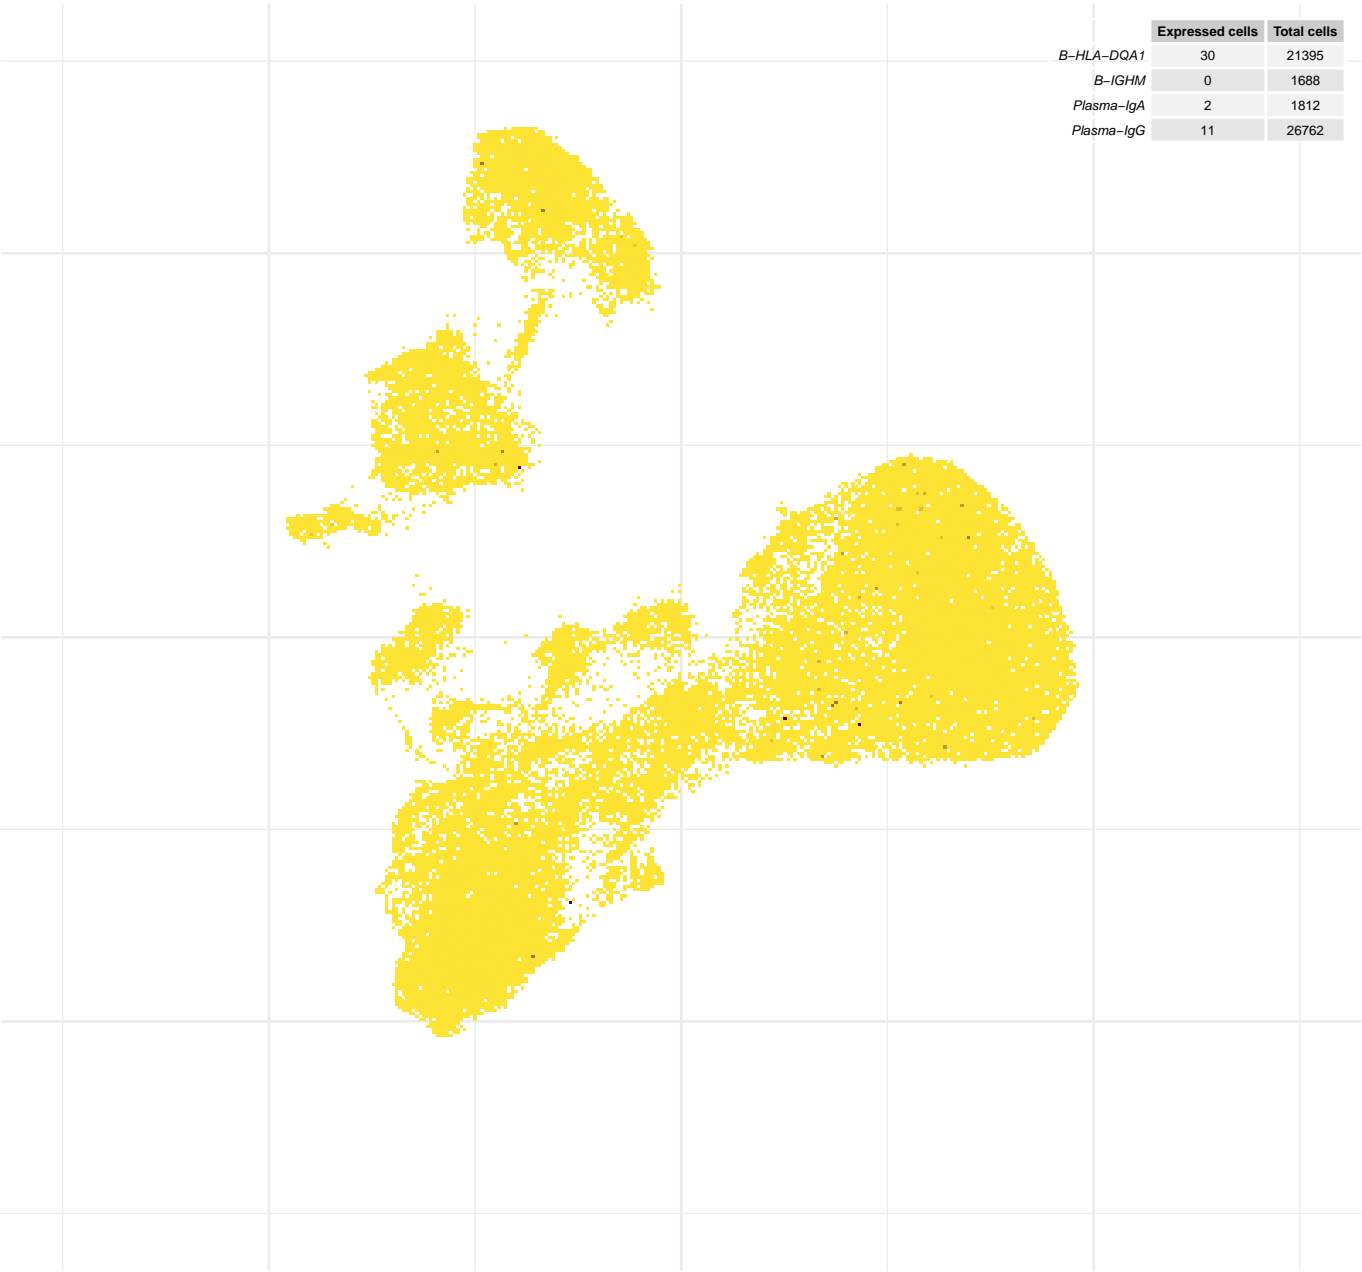 Expressed cells Total cells
B−HLA−DQA1 30 21395
B−IGHM 0 1688
Plasma−IgA 2 1812
Plasma−IgG 11 26762